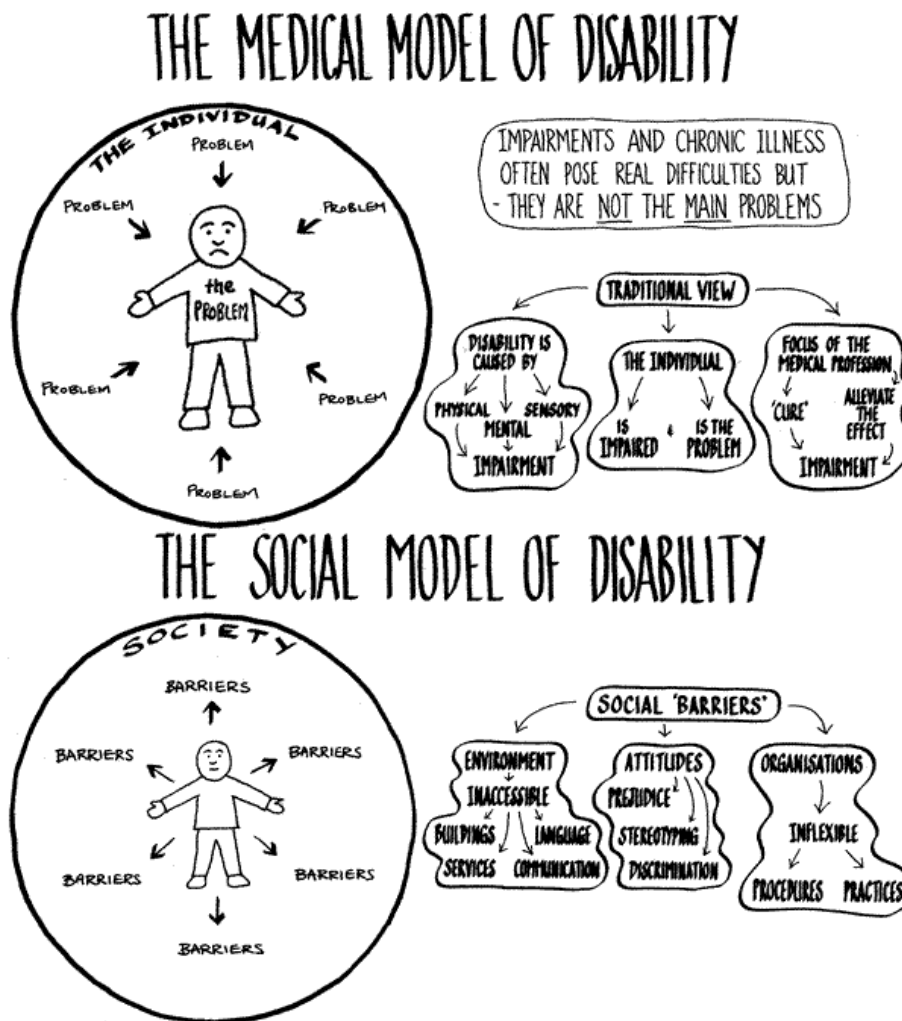 THE MEDICAL MODEL OF DISABILITY
THE INDIVIDUAL
PROBLEM
PROBLEM
PROBLEM
the
PROBLEM
PROBLEM
PROBLEM
PROBLEM
IMPAIRMENTS AND CHRONIC ILLNESS
OFTEN POSE REAL DIFFICULTIES BUT
- THEY ARE NOT THE MAIN PROBLEMS
TRADITIONAL VIEW
DISABILITY IS
CAUSED BY
PHYSICAL SENSORY
MENTAL
IMPAIRMENT
THE INDIVIDUAL
IS IMPAIRED & IS THE PROBLEM
FOCUS OF THE
MEDICAL PROFESSION
'CURE'
ALLEVIATE
THE
EFFECT
IMPAIRMENT
THE SOCIAL MODEL OF DISABILITY
SOCIETY
BARRIERS
BARRIERS
BARRIERS
BARRIERS
BARRIERS
BARRIERS
SOCIAL 'BARRIERS'
ENVIRONMENT
INACCESSIBLE
BUILDINGS LANGUAGE
SERVICES COMMUNICATION
ATTITUDES
PREJUDICE
STEREOTYPING
DISCRIMINATION
ORGANISATIONS
INFLEXIBLE
PROCEDURES PRACTICES